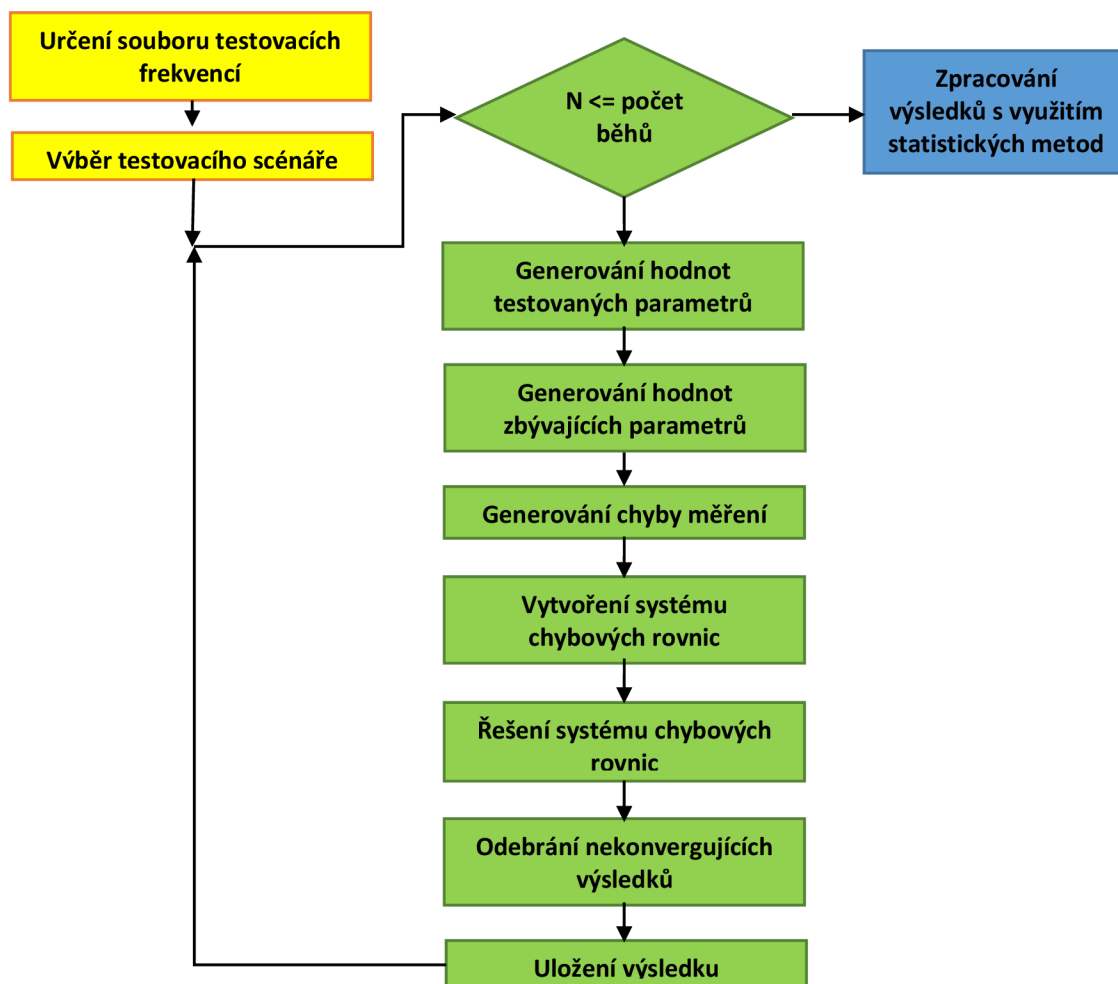 Určení souboru testovacích
frekvencí
Výběr testovacího scénáře
N <= počet
běhů
Zpracování
výsledků s využitím
statistických metod
Generování hodnot
testovaných parametrů
Generování hodnot
zbývajících parametrů
Generování chyby měření
Vytvoření systému
chybových rovnic
Řešení systému chybových
rovnic
Odebrání nekonvergujících
výsledků
Uložení výsledku